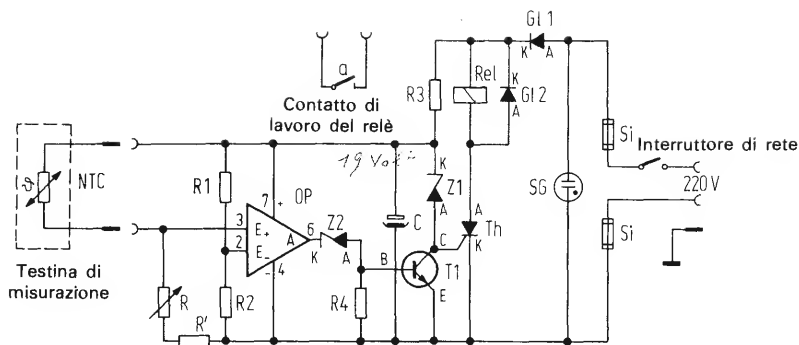 Gl 1
K
A
a
Rel
K
Gl 2
A
R3
Contatto di
lavoro del relè
Si
Interruttore di rete
19 Volt
ϑ
NTC
R1
7
+
OP
K
Z1
A
SG
220 V
3
E+
A
6
Z2
2
E-
K
A
C
C
A
Th
K
-
4
B
T1
Si
Testina di
misurazione
R
R2
R4
E
R'